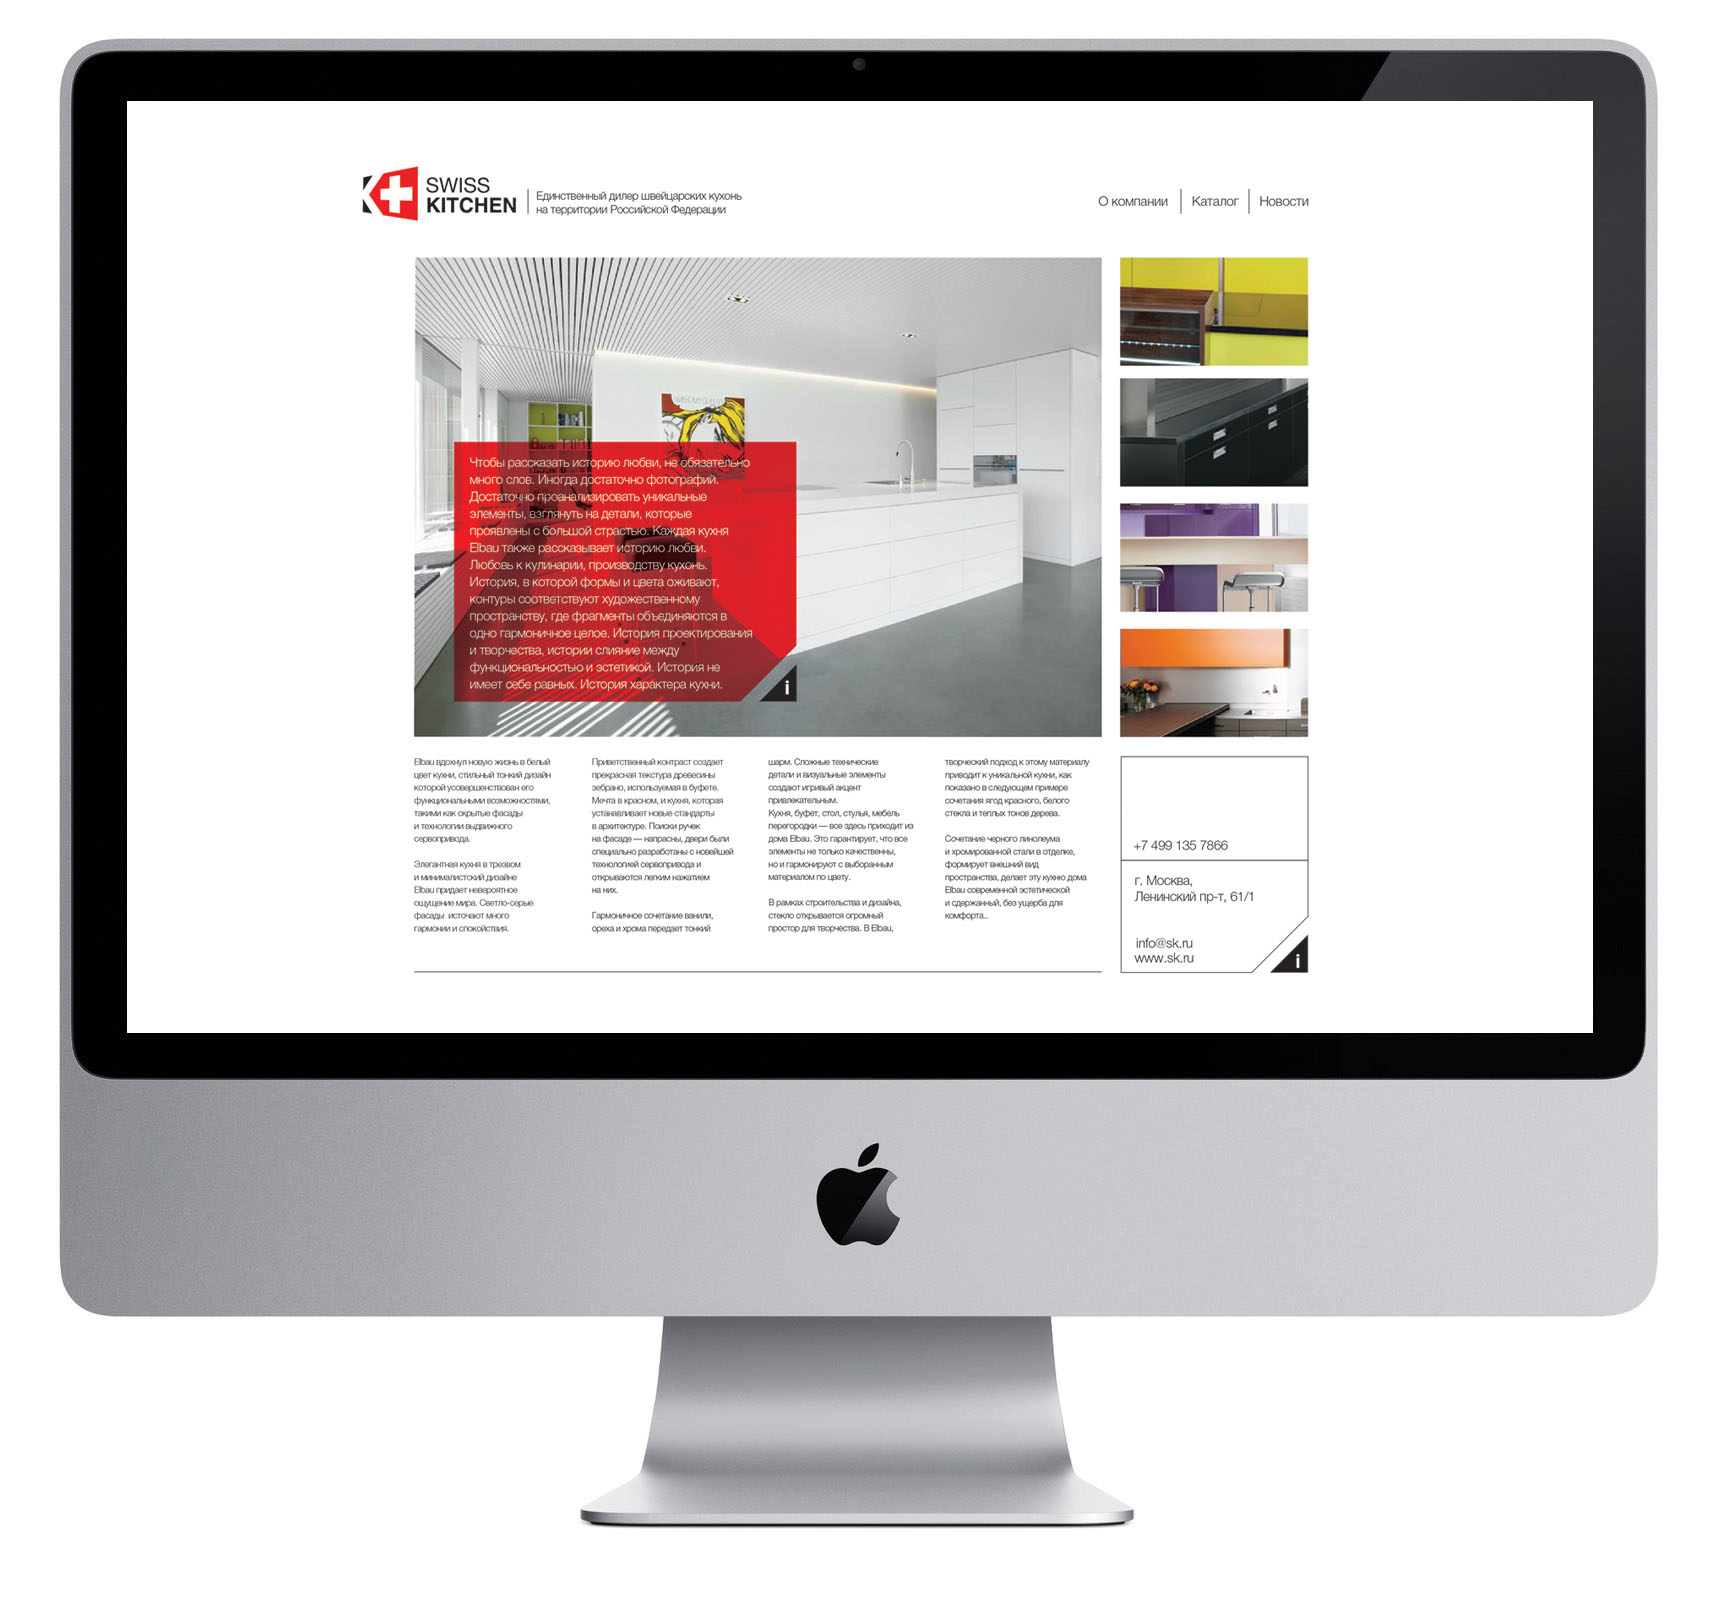 SWISS
KITCHEN
Единственный дилер швейцарских кухонь
на территории Российской Федерации
О компании
Каталог
Новости
Чтобы рассказать историю любви, не обязательно
много слов. Иногда достаточно фотографий.
Достаточно проанализировать уникальные
элементы, взглянуть на детали, которые
проявлены с большой страстью. Каждая кухня
Elbau также рассказывает историю любви.
Любовь к кулинарии, производству кухонь.
История, в которой формы и цвета оживают,
контуры соответствуют художественному
пространству, где фрагменты объединяются в
одно гармоничное целое. История проектирования
и творчества, истории слияние между
функциональностью и эстетикой. История не
имеет себе равных. История характера кухни.
i
Elbau вдохнул новую жизнь в белый
цвет кухни, стильный тонкий дизайн
которой усовершенствован его
функциональными возможностями,
такими как скрытые фасады
и технологии выдвижного
сервопривода.
Элегантная кухня в трезвом
и минималистский дизайне
Elbau придает невероятное
ощущение мира. Светло-серые
фасады источают много
гармонии и спокойствия.
Приветственный контраст создает
прекрасная текстура древесины
зебрано, используемая в буфете.
Мечта в красном, и кухня, которая
устанавливает новые стандарты
в архитектуре. Поиски ручек
на фасаде — напрасны, двери были
специально разработаны с новейшей
технологией сервопривода и
открываются легким нажатием
на них.
Гармоничное сочетание ванили,
ореха и хрома передает тонкий
шарм. Сложные технические
детали и визуальные элементы
создают игривый акцент
привлекательным.
Кухня, буфет, стол, стулья, мебель
перегородки — все здесь приходит из
дома Elbau. Это гарантирует, что все
элементы не только качественны,
но и гармонируют с выбранным
материалом по цвету.
В рамках строительства и дизайна,
стекло открывается огромный
простор для творчества. В Elbau,
творческий подход к этому материалу
приводит к уникальной кухни, как
показано в следующем примере
сочетания ягод красного, белого
стекла и теплых тонов дерева.
Сочетание черного линолеума
и хромированной стали в отделке,
формирует внешний вид
пространства, делает эту кухню дома
Elbau современной эстетической
и сдержанный, без ущерба для
комфорта..
+7 499 135 7866
г. Москва,
Ленинский пр-т, 61/1
info@sk.ru
www.sk.ru
i